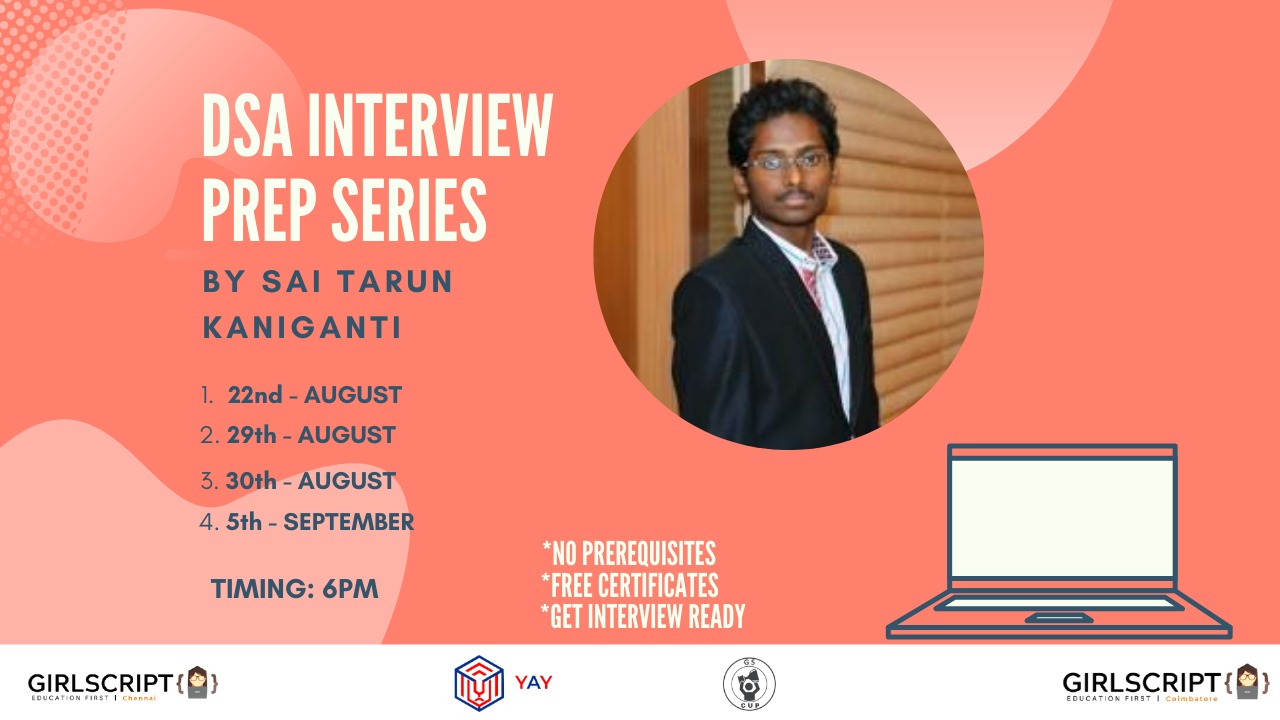 DSA INTERVIEW
PREP SERIES
BY SAI TARUN
KANIGANTI
1. 22nd - AUGUST
2. 29th - AUGUST
3. 30th - AUGUST
4. 5th - SEPTEMBER
TIMING: 6PM
*NO PREREQUISITES
*FREE CERTIFICATES
*GET INTERVIEW READY
GIRLSCRIPT
EDUCATION FIRST | Chennai
YAY
GS
CUP
GIRLSCRIPT
EDUCATION FIRST | Coimbatore